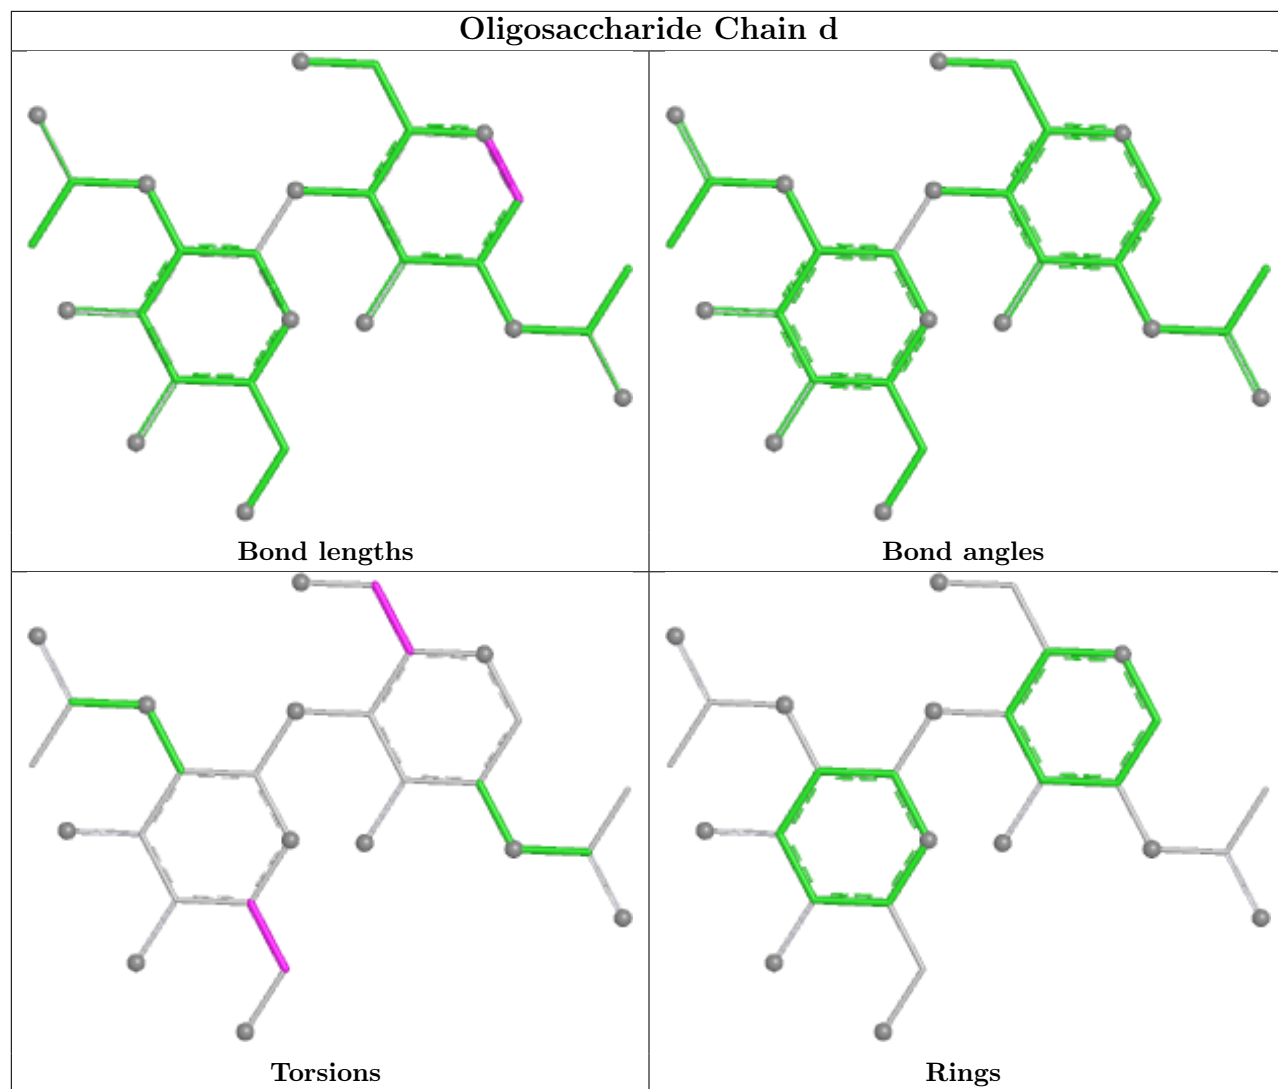 Oligosaccharide Chain d
Bond lengths
Bond angles
Torsions
Rings